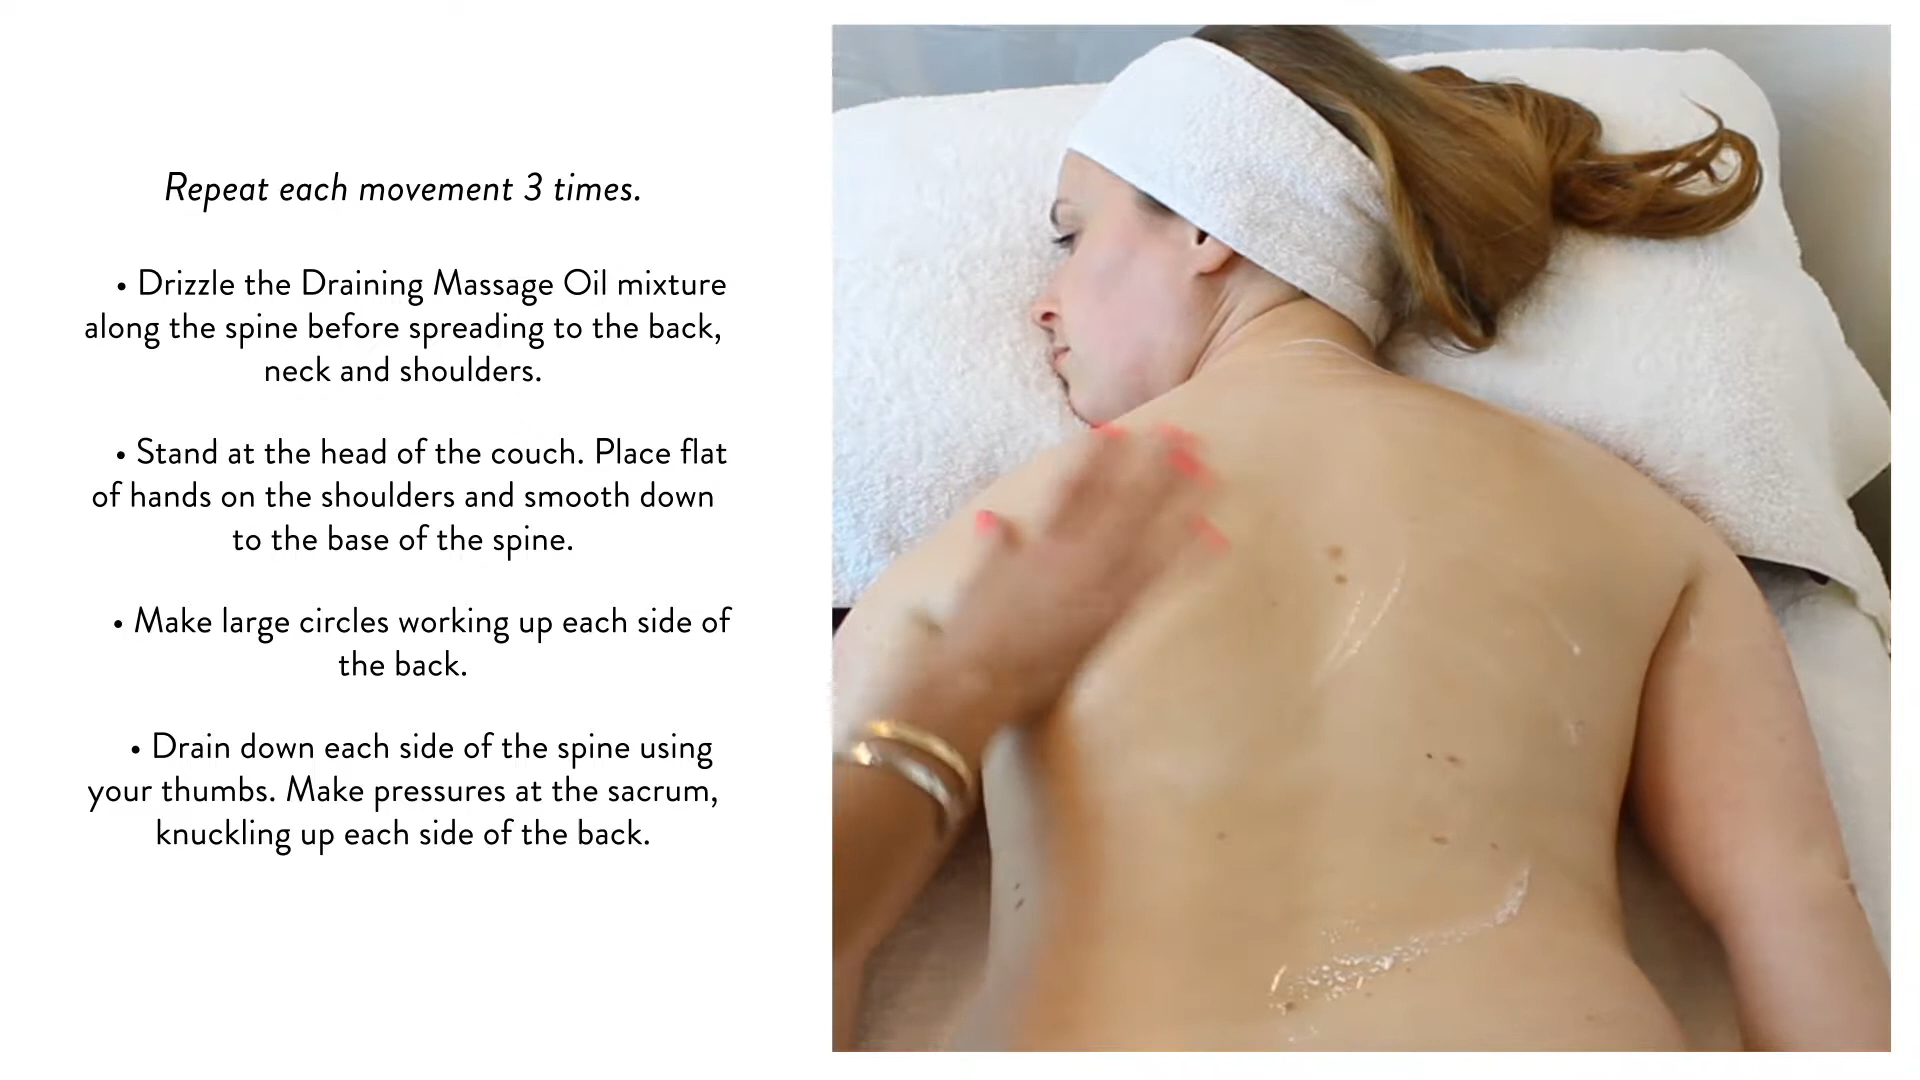 Repeat each movement 3 times.
• Drizzle the Draining Massage Oil mixture
along the spine before spreading to the back,
neck and shoulders.
• Stand at the head of the couch. Place flat
of hands on the shoulders and smooth down
to the base of the spine.
• Make large circles working up each side of
the back.
• Drain down each side of the spine using
your thumbs. Make pressures at the sacrum,
knuckling up each side of the back.